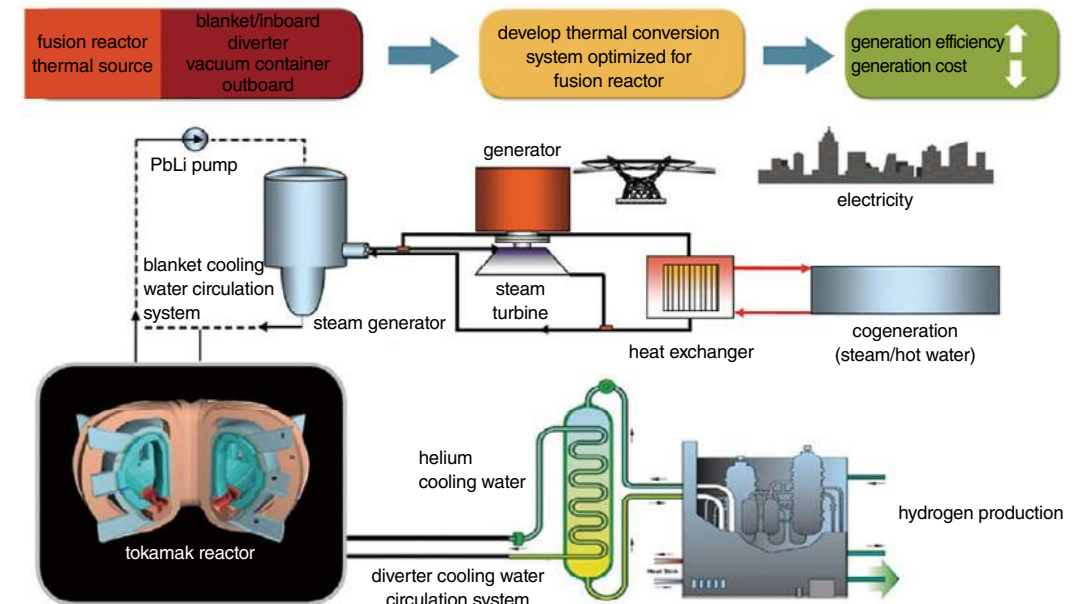 fusion reactor
thermal source
blanket/inboard
diverter
vacuum container
outboard
develop thermal conversion
system optimized for
fusion reactor
generation efficiency
generation cost
PbLi pump
generator
electricity
blanket cooling
water circulation
system
steam generator
steam
turbine
heat exchanger
cogeneration
(steam/hot water)
helium
cooling water
tokamak reactor
hydrogen production
Heat Sink
diverter cooling water
circulation system